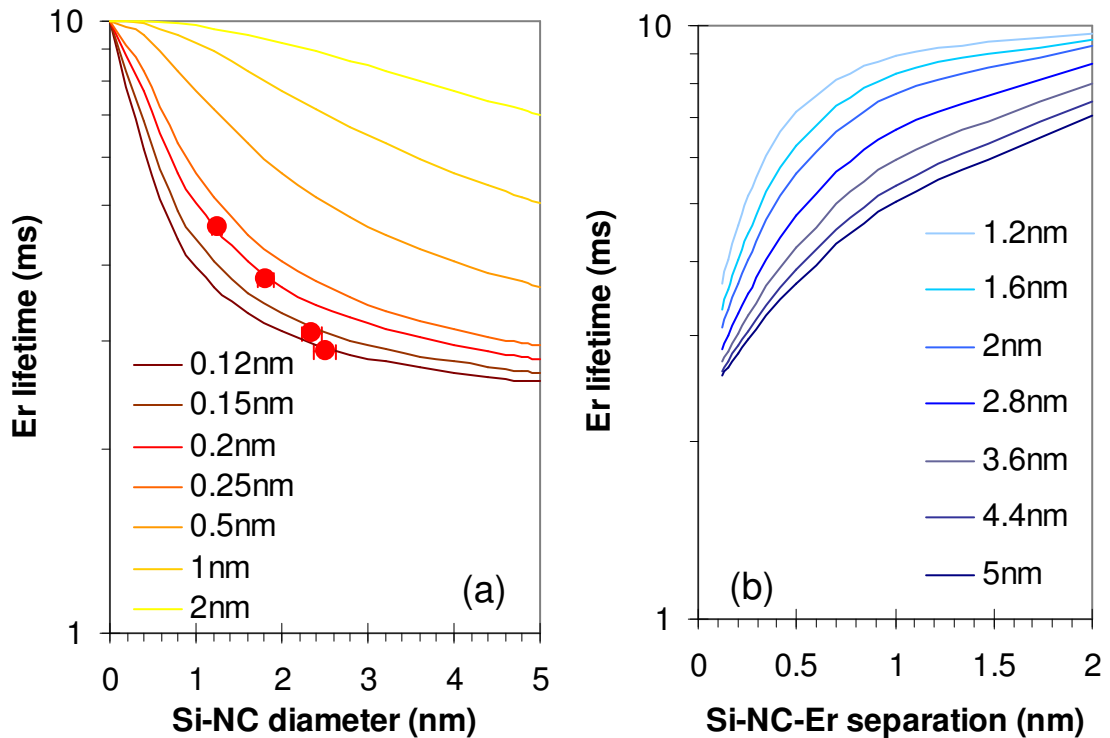 10
Er lifetime (ms)
0.12nm
0.15nm
0.2nm
0.25nm
0.5nm
1nm
2nm
(a)
1
0 1 2 3 4 5
Si-NC diameter (nm)
10
Er lifetime (ms)
1.2nm
1.6nm
2nm
2.8nm
3.6nm
4.4nm
5nm
(b)
1
0 0.5 1 1.5 2
Si-NC-Er separation (nm)